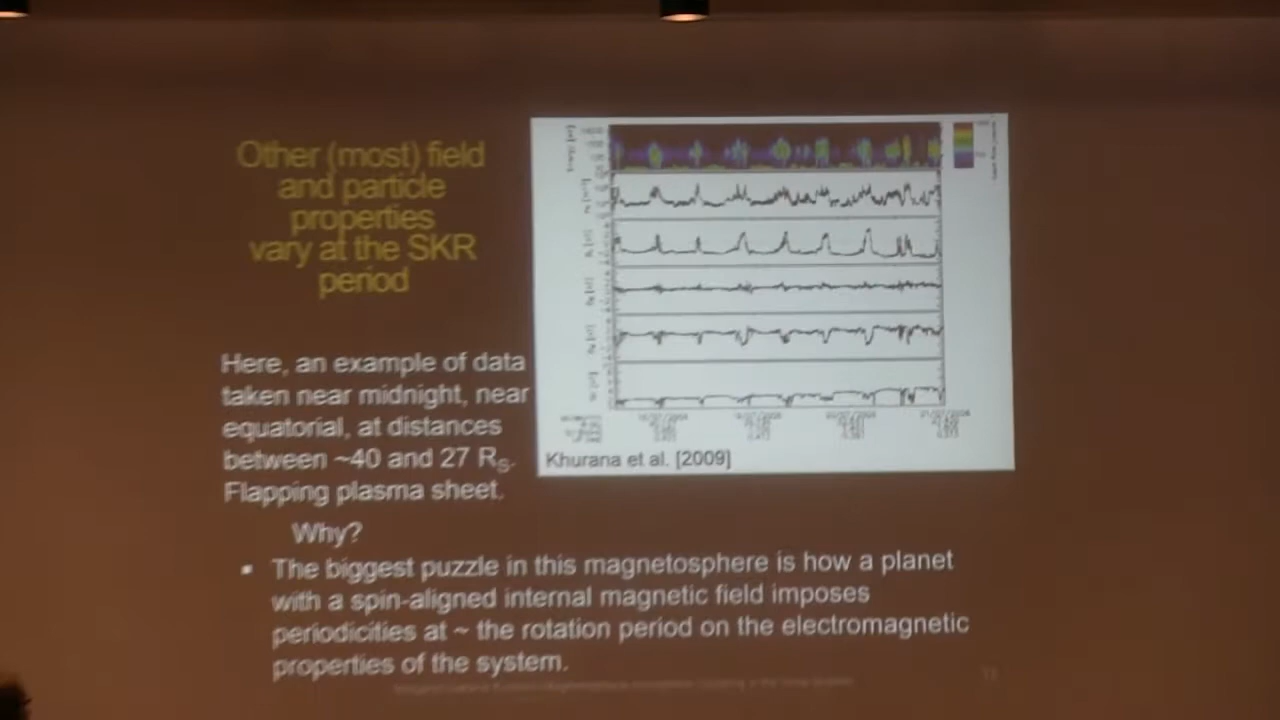 Other (most) field
and particle
properties
vary at the SKR
period
Here, an example of data
taken near midnight, near
equatorial, at distances
between ~40 and 27 RS.
Flapping plasma sheet.
Khurana et al. [2009]
Why?
▪ The biggest puzzle in this magnetosphere is how a planet
with a spin-aligned internal magnetic field imposes
periodicities at ~ the rotation period on the electromagnetic
properties of the system.